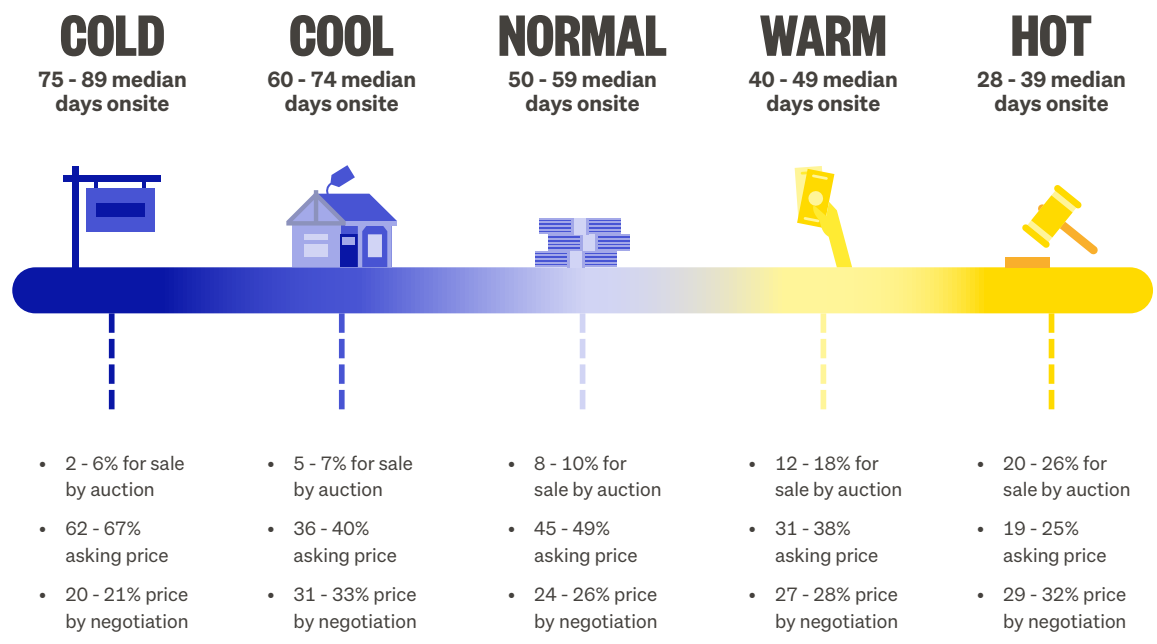 COLD
75 - 89 median
days onsite
COOL
60 - 74 median
days onsite
NORMAL
50 - 59 median
days onsite
WARM
40 - 49 median
days onsite
HOT
28 - 39 median
days onsite
• 2 - 6% for sale
by auction
• 62 - 67%
asking price
• 20 - 21% price
by negotiation
• 5 - 7% for sale
by auction
• 36 - 40%
asking price
• 31 - 33% price
by negotiation
• 8 - 10% for
sale by auction
• 45 - 49%
asking price
• 24 - 26% price
by negotiation
• 12 - 18% for
sale by auction
• 31 - 38%
asking price
• 27 - 28% price
by negotiation
• 20 - 26% for
sale by auction
• 19 - 25%
asking price
• 29 - 32% price
by negotiation